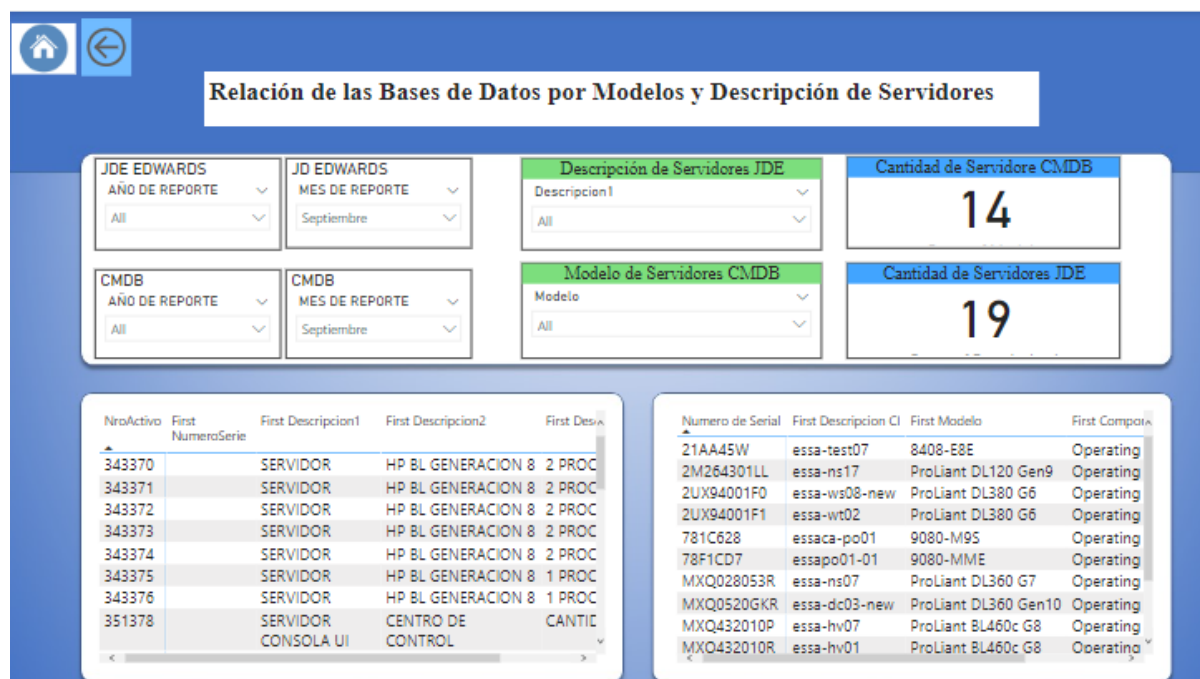 Relación de las Bases de Datos por Modelos y Descripción de Servidores
JDE EDWARDS
AÑO DE REPORTE
All
JD EDWARDS
MES DE REPORTE
Septiembre
Descripción de Servidores JDE
Descripcion1
All
Cantidad de Servidore CMDB
14
CMDB
AÑO DE REPORTE
All
CMDB
MES DE REPORTE
Septiembre
Modelo de Servidores CMDB
Modelo
All
Cantidad de Servidores JDE
19
NroActivo First NumeroSerie First Descripcion1 First Descripcion2 First Des
343370 SERVIDOR HP BL GENERACION 8 2 PROC
343371 SERVIDOR HP BL GENERACION 8 2 PROC
343372 SERVIDOR HP BL GENERACION 8 2 PROC
343373 SERVIDOR HP BL GENERACION 8 2 PROC
343374 SERVIDOR HP BL GENERACION 8 2 PROC
343375 SERVIDOR HP BL GENERACION 8 1 PROC
343376 SERVIDOR HP BL GENERACION 8 1 PROC
351378 SERVIDOR CENTRO DE CANTID
CONSOLA UI CONTROL
Numero de Serial First Descripcion CI First Modelo First Compor
21AA45W essa-test07 8408-E8E Operating
2M264301LL essa-ns17 ProLiant DL120 Gen9 Operating
2UX94001F0 essa-ws08-new ProLiant DL380 G6 Operating
2UX94001F1 essa-wt02 ProLiant DL380 G6 Operating
781C628 essaca-po01 9080-M9S Operating
78F1CD7 essapo01-01 9080-MME Operating
MXQ028053R essa-ns07 ProLiant DL360 G7 Operating
MXQ0520GKR essa-dc03-new ProLiant DL360 Gen10 Operating
MXQ432010P essa-hv07 ProLiant BL460c G8 Operating
MXQ432010R essa-hv01 ProLiant BL460c G8 Operating